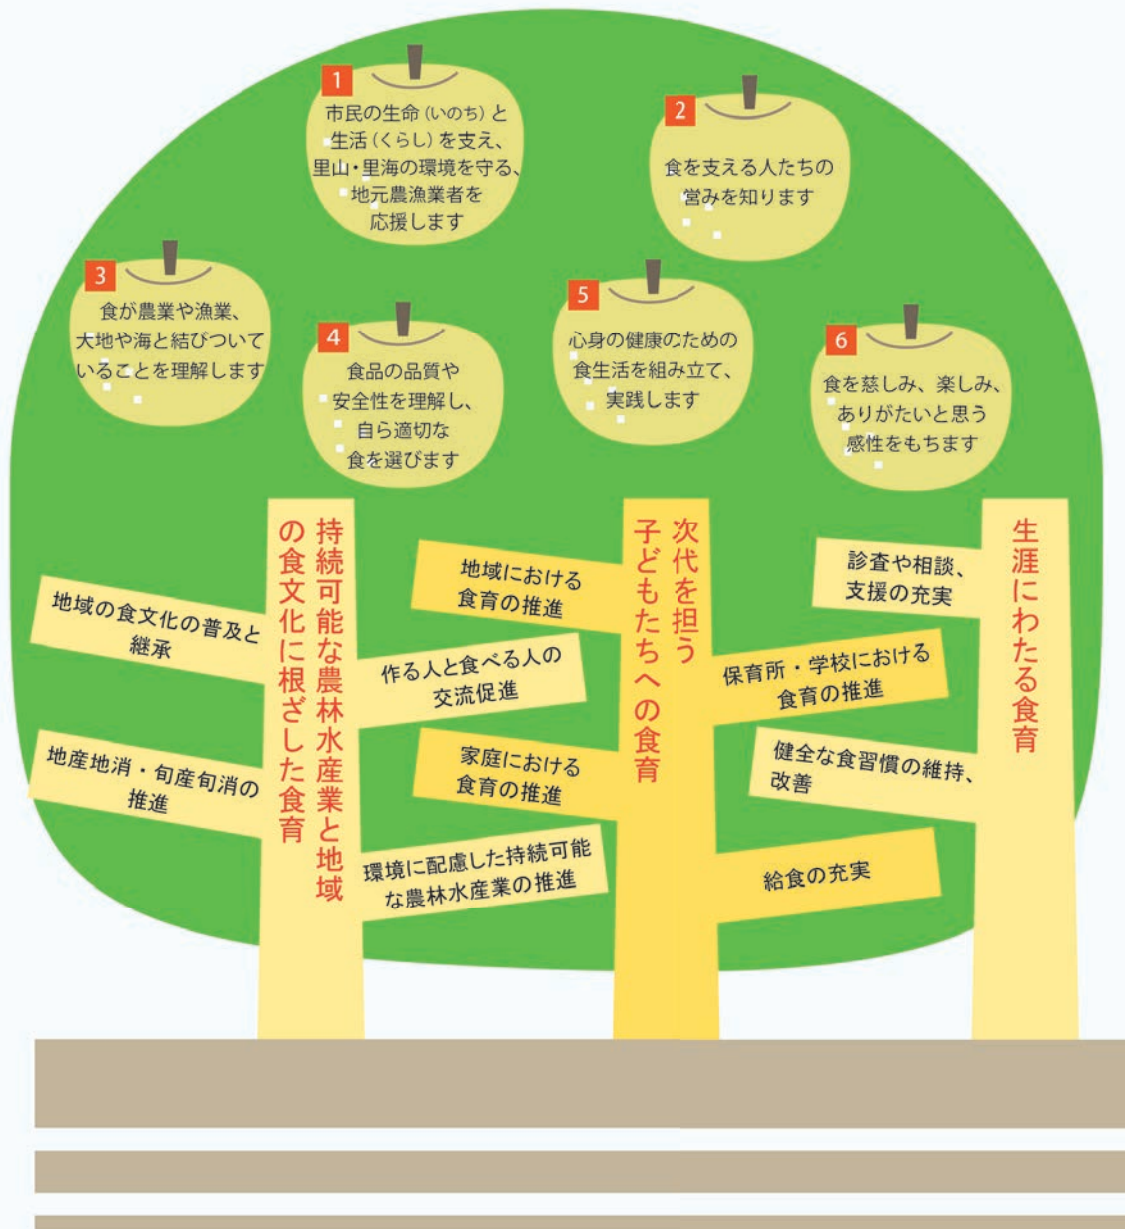 1
市民の生命(いのち)と
生活(くらし)を支え、
里山・里海の環境を守る、
地元農漁業者を
応援します
2
食を支える人たちの
営みを知ります
3
食が農業や漁業、
大地や海と結びついて
いることを理解します
4
食品の品質や
安全性を理解し、
自ら適切な
食を選びます
5
心身の健康のための
食生活を組み立て、
実践します
6
食を慈しみ、楽しみ、
ありがたいと思う
感性をもちます
持続可能な農林水産業と地域
の食文化に根ざした食育
地域の食文化の普及と
継承
作る人と食べる人の
交流促進
地産地消・旬産旬消の
推進
環境に配慮した持続可能
な農林水産業の推進
次代を担う
子どもたちへの食育
地域における
食育の推進
保育所・学校における
食育の推進
家庭における
食育の推進
給食の充実
生涯にわたる食育
診査や相談、
支援の充実
健全な食習慣の維持、
改善